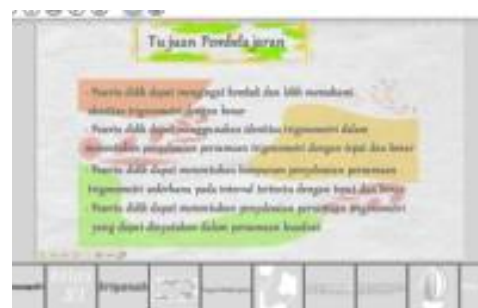 Tujuan Pembelajaran
- Peserta didik dapat mengingat kembali dan lebih memahami
identitas trigonometri dengan benar
- Peserta didik dapat menggunakan identitas trigonometri dalam
menentukan penyelesaian persamaan trigonometri dengan tepat dan benar
- Peserta didik dapat menentukan himpunan penyelesaian persamaan
trigonometri sederhana pada interval tertentu dengan tepat dan benar
- Peserta didik dapat menentukan penyelesaian persamaan trigonometri
yang dapat dinyatakan dalam persamaan kuadrat